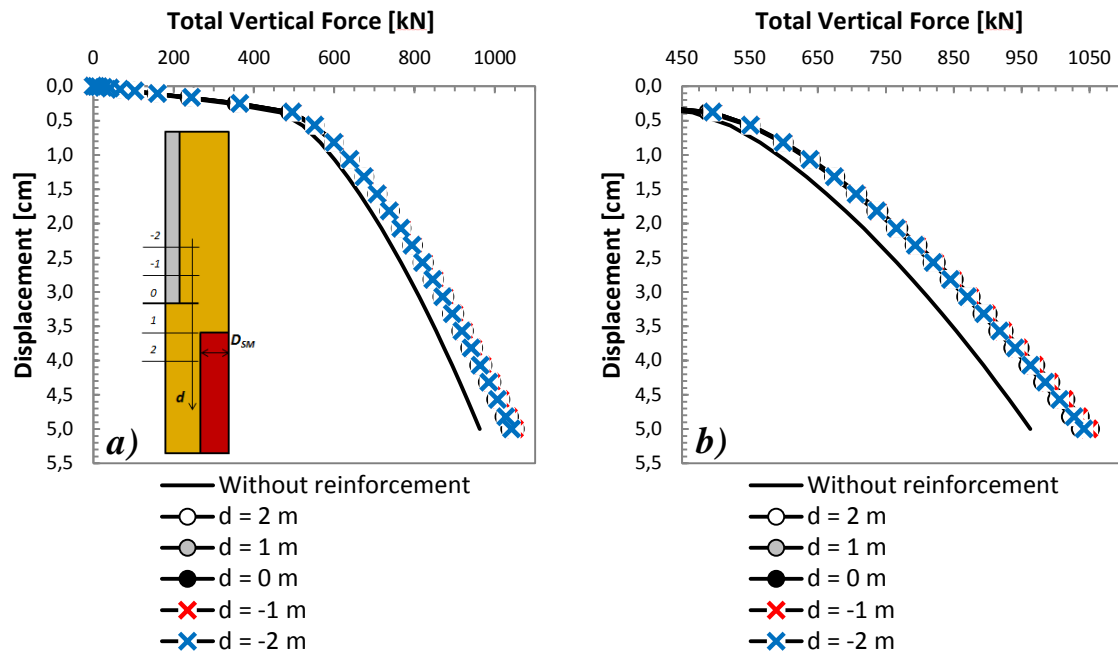 Total Vertical Force [kN]
0 200 400 600 800 1000
Displacement [cm]
0,0
0,5
1,0
1,5
2,0
2,5
3,0
3,5
4,0
4,5
5,0
5,5
-2
-1
0
1
2
d
DSM
a)
Without reinforcement
d = 2 m
d = 1 m
d = 0 m
d = -1 m
d = -2 m
Total Vertical Force [kN]
450 550 650 750 850 950 1050
Displacement [cm]
0,0
0,5
1,0
1,5
2,0
2,5
3,0
3,5
4,0
4,5
5,0
5,5
b)
Without reinforcement
d = 2 m
d = 1 m
d = 0 m
d = -1 m
d = -2 m